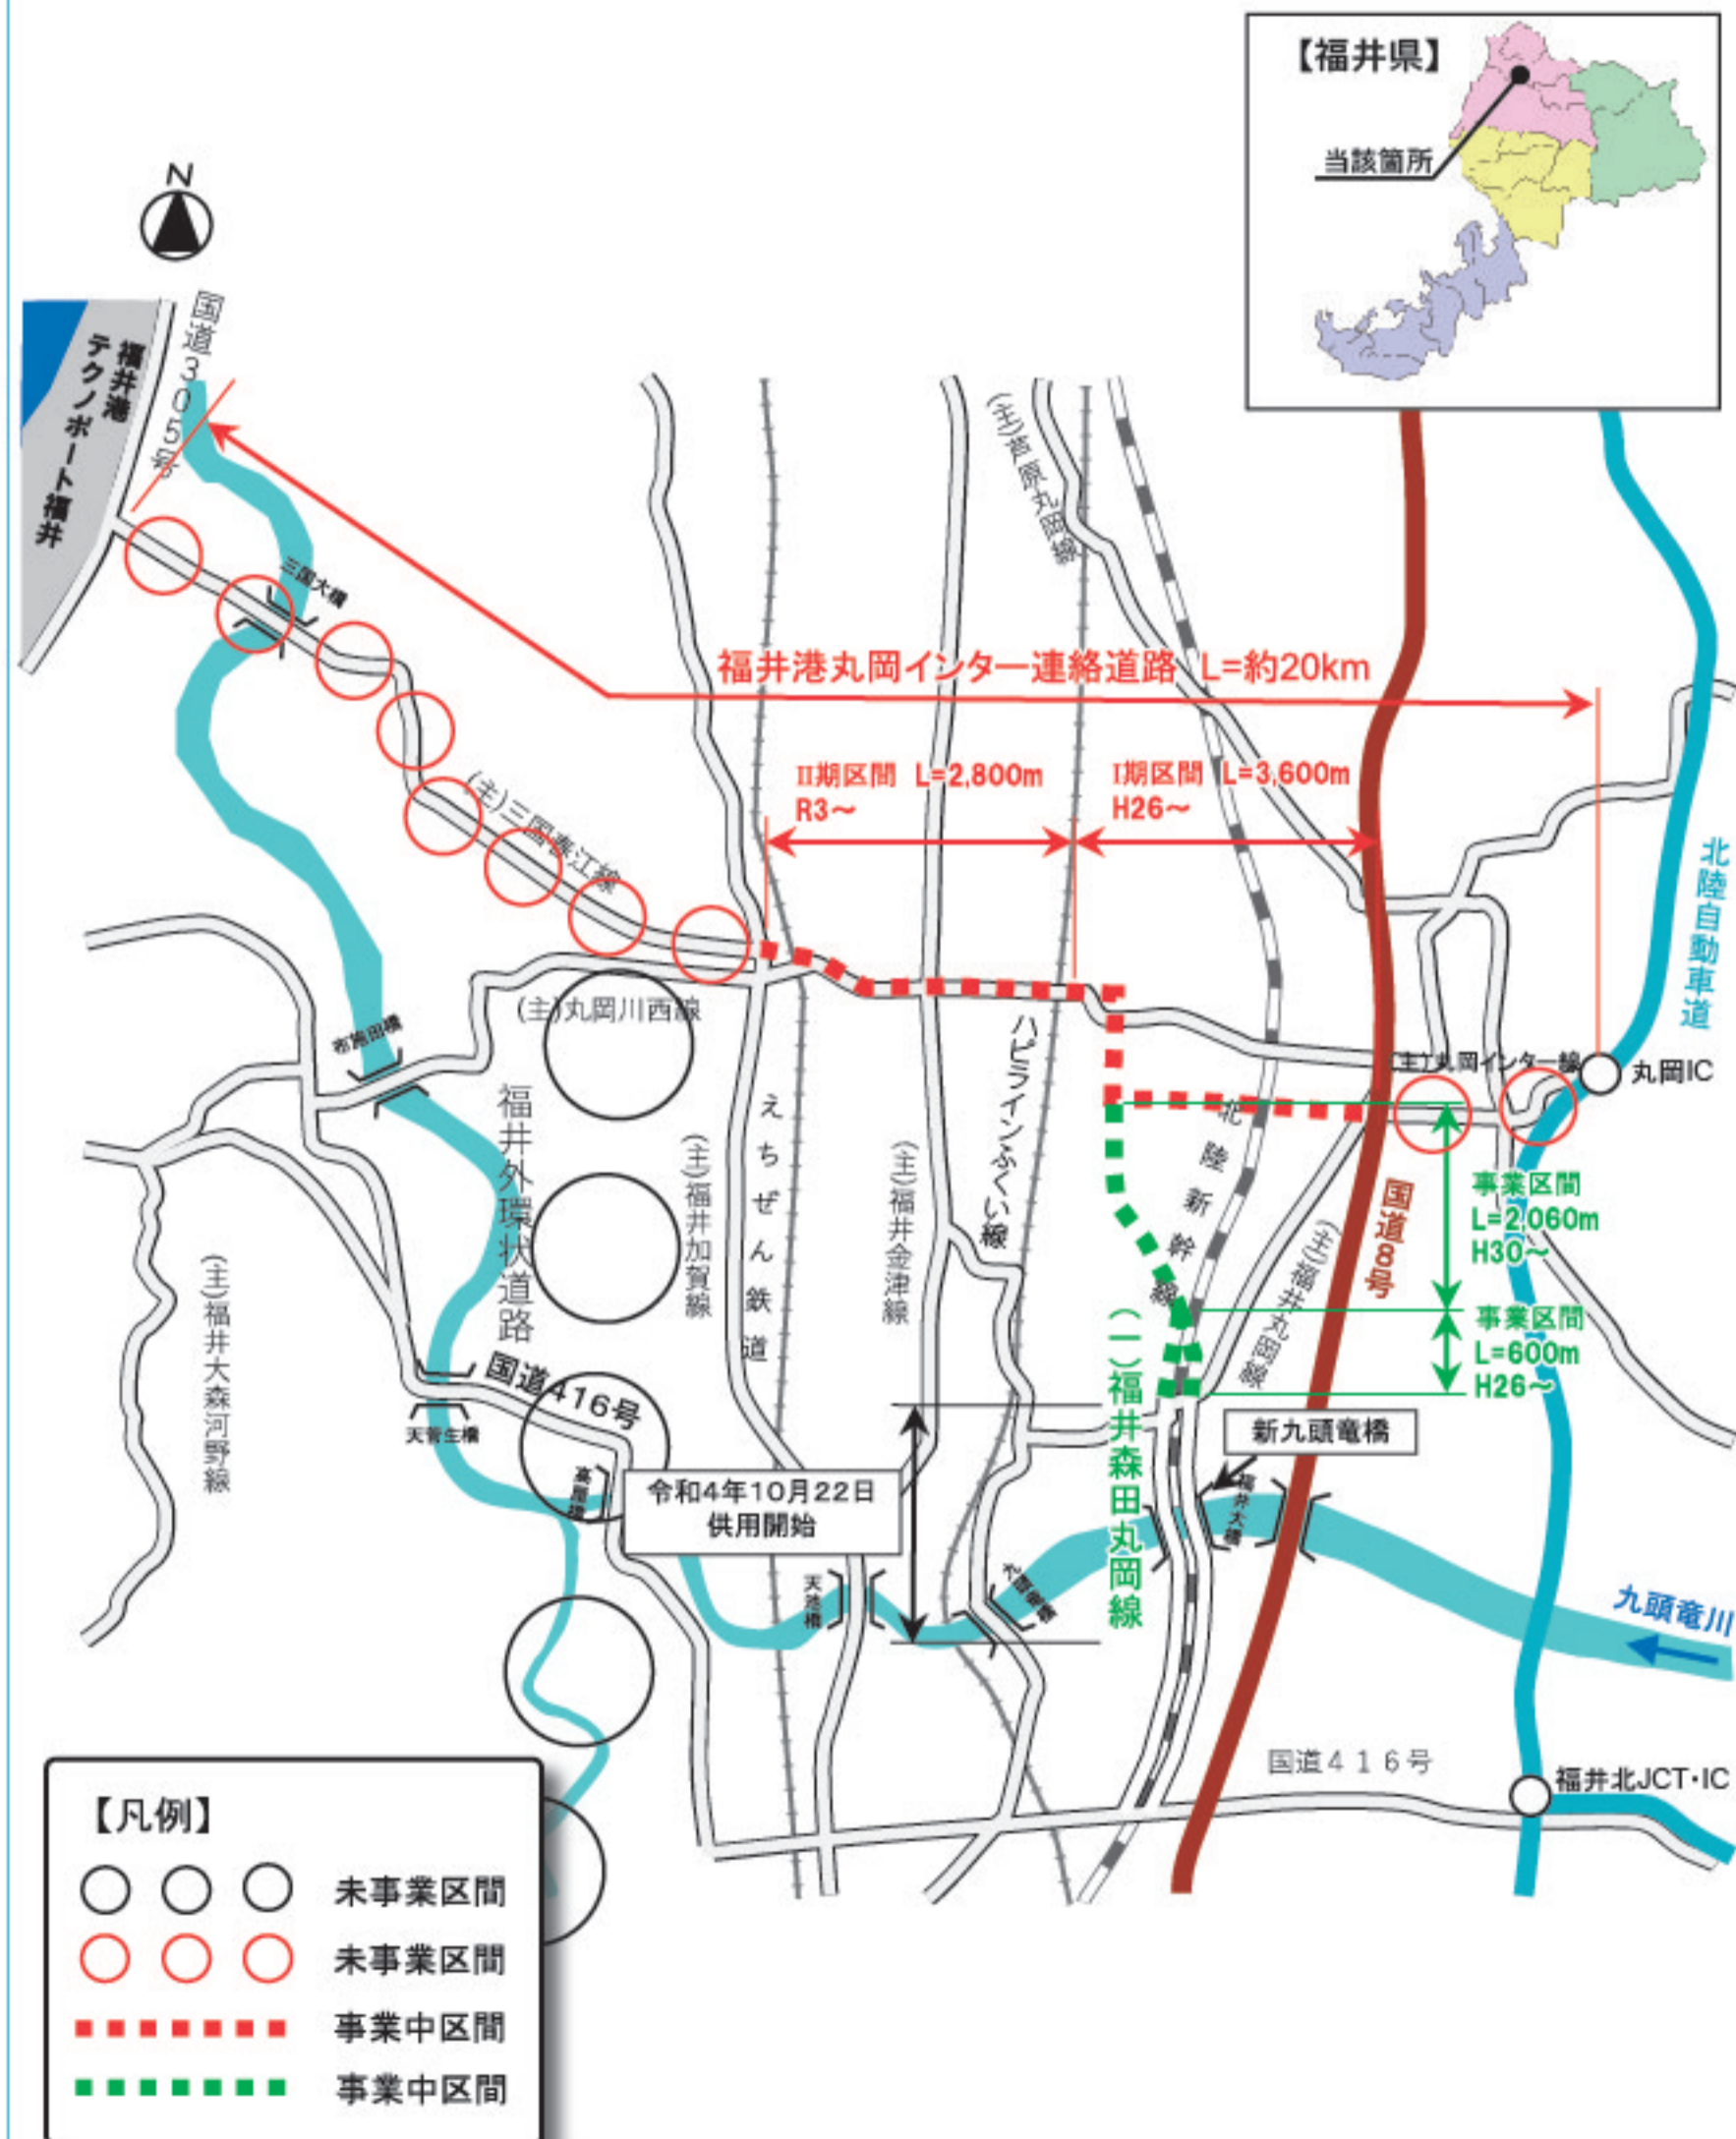 【福井県】
当該箇所
N
国道305号
福井港
テクノポート福井
三国大橋
(主)芦原丸岡線
福井港丸岡インター連絡道路 L=約20km
II期区間 L=2,800m
R3～
I期区間 L=3,600m
H26～
(主)三国春江線
北陸自動車道
(主)丸岡川西線
布施田橋
ハピラインふくい線
(主)丸岡インター線
丸岡IC
福井外環状道路
えちぜん鉄道
(主)福井加賀線
(主)福井金津線
北陸新幹線
国道8号
事業区間
L=2,060m
H30～
(主)福井丸岡線
事業区間
L=600m
H26～
(主)福井大森河野線
国道416号
天菅生橋
高屋橋
(一)福井森田丸岡線
新九頭竜橋
令和4年10月22日
供用開始
福井大橋
天池橋
九頭竜橋
九頭竜川
国道416号
福井北JCT・IC
【凡例】
未事業区間
未事業区間
事業中区間
事業中区間